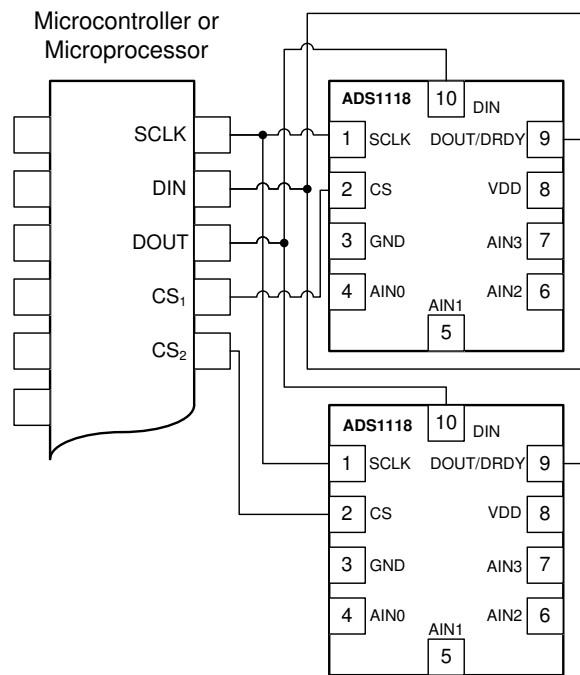 Microcontroller or
Microprocessor
SCLK
DIN
DOUT
CS₁
CS₂
ADS1118
10 DIN
1 SCLK
DOUT/DRDY 9
2 CS
VDD 8
3 GND
AIN3 7
4 AIN0
AIN2 6
AIN1
5
ADS1118
10 DIN
1 SCLK
DOUT/DRDY 9
2 CS
VDD 8
3 GND
AIN3 7
4 AIN0
AIN2 6
AIN1
5